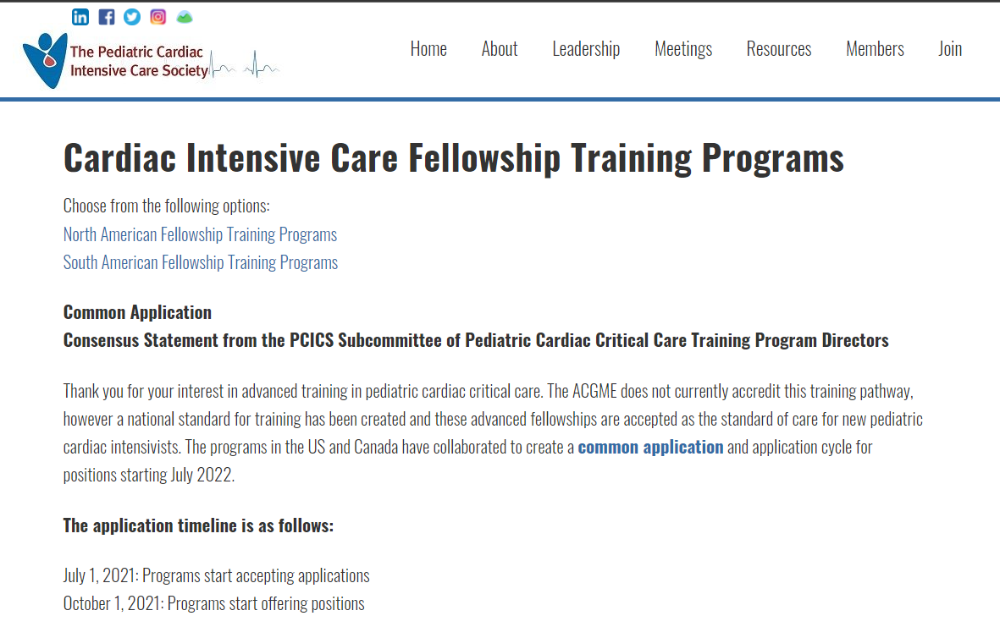 The Pediatric Cardiac
Intensive Care Society
Home About Leadership Meetings Resources Members Join
Cardiac Intensive Care Fellowship Training Programs
Choose from the following options:
North American Fellowship Training Programs
South American Fellowship Training Programs
Common Application
Consensus Statement from the PCICS Subcommittee of Pediatric Cardiac Critical Care Training Program Directors
Thank you for your interest in advanced training in pediatric cardiac critical care. The ACGME does not currently accredit this training pathway,
however a national standard for training has been created and these advanced fellowships are accepted as the standard of care for new pediatric
cardiac intensivists. The programs in the US and Canada have collaborated to create a common application and application cycle for
positions starting July 2022.
The application timeline is as follows:
July 1, 2021: Programs start accepting applications
October 1, 2021: Programs start offering positions